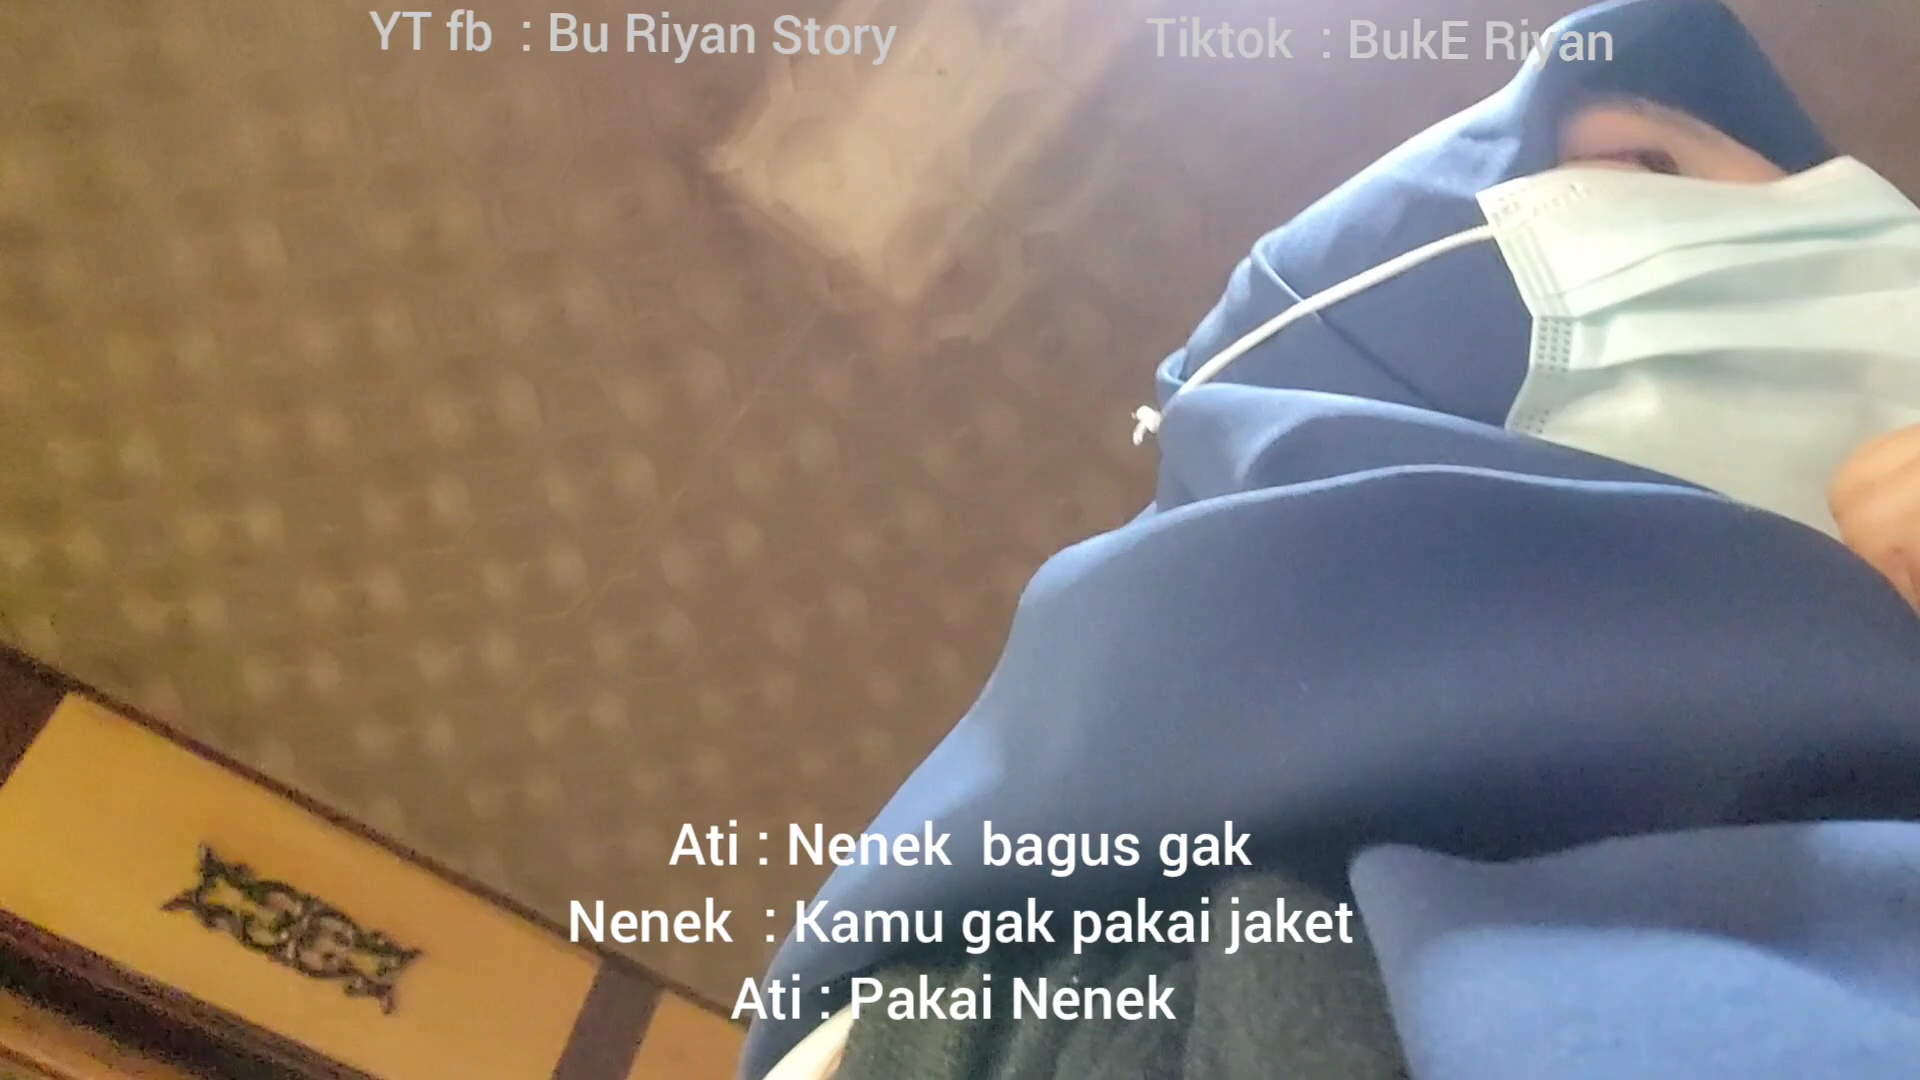 YT fb : Bu Riyan Story
Tiktok : BukE Riyan
Ati : Nenek bagus gak
Nenek : Kamu gak pakai jaket
Ati : Pakai Nenek